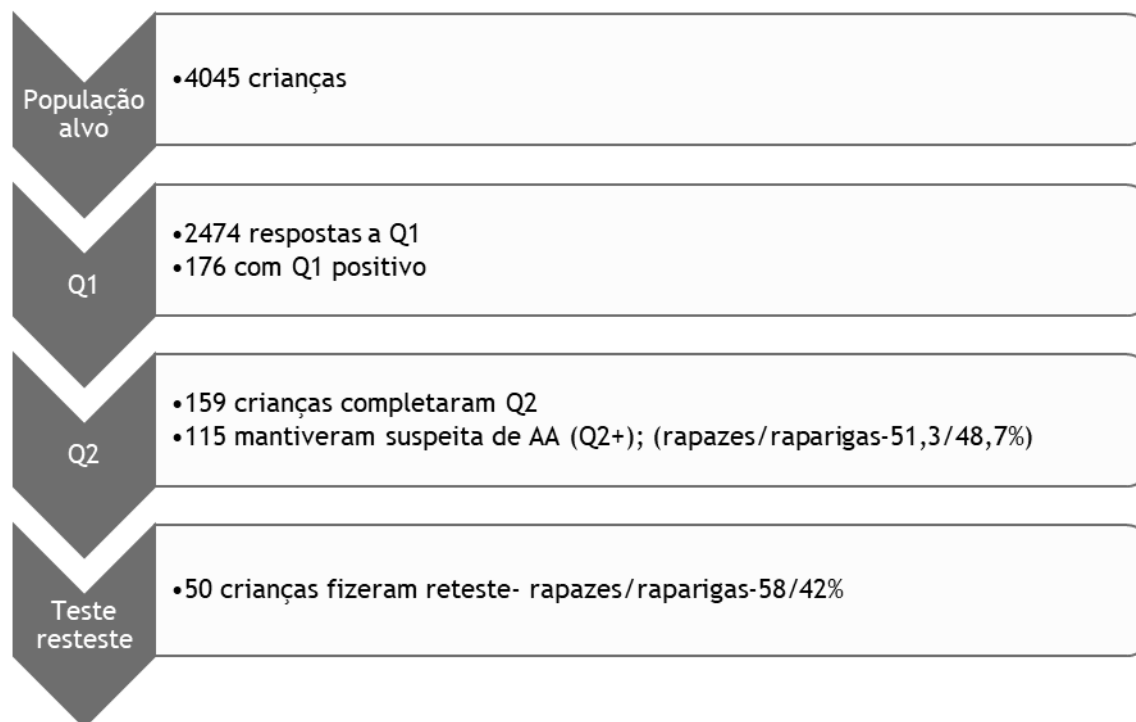 População
alvo
•4045 crianças
Q1
•2474 respostas a Q1
•176 com Q1 positivo
Q2
•159 crianças completaram Q2
•115 mantiveram suspeita de AA (Q2+); (rapazes/raparigas-51,3/48,7%)
Teste
resteste
•50 crianças fizeram reteste- rapazes/raparigas-58/42%